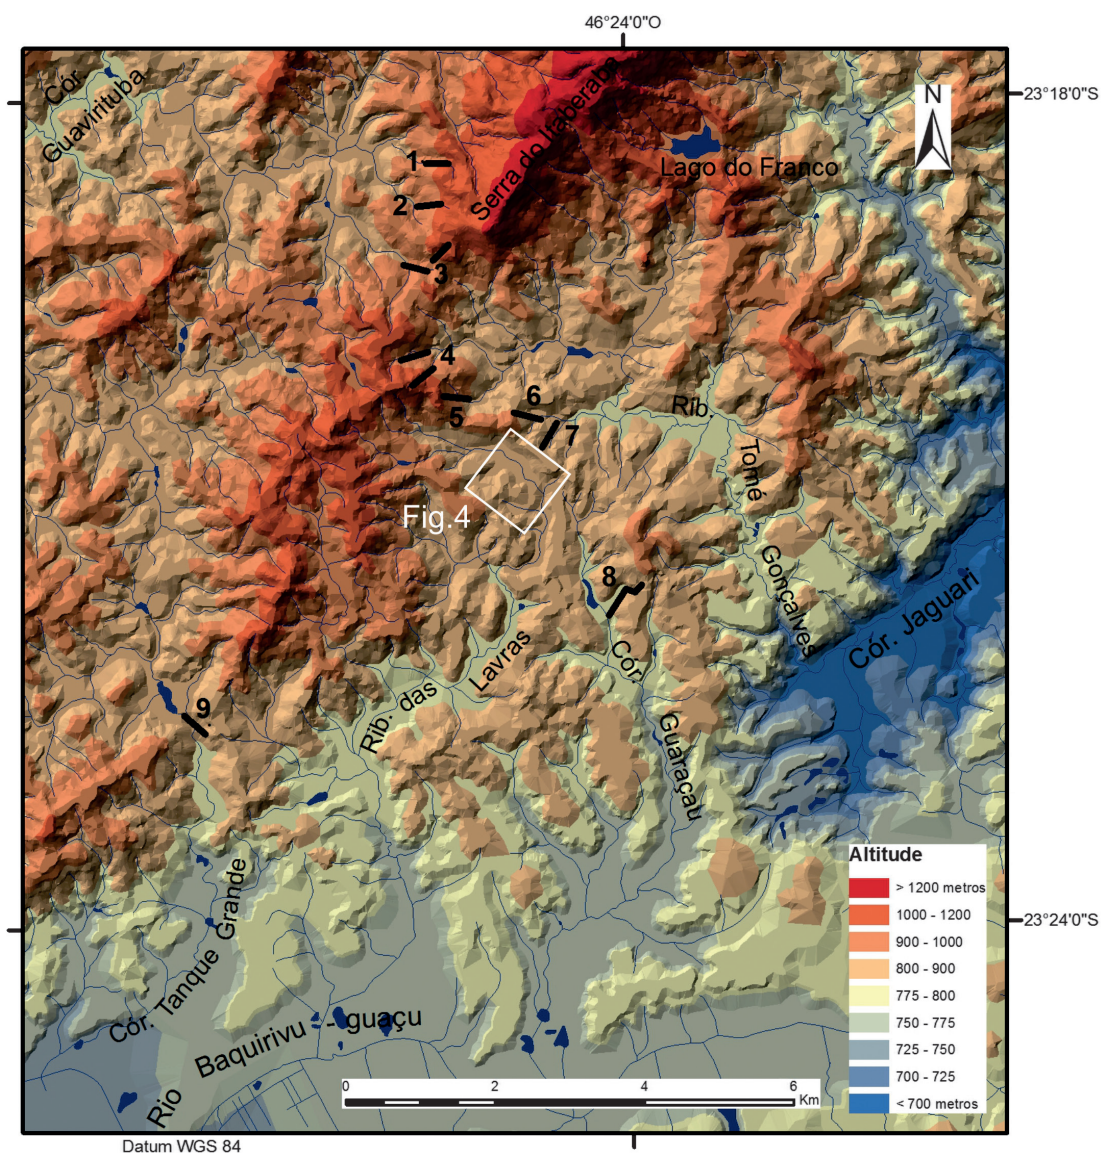 46°24'0"O
Cór
Guavirituba
Serra do Itaberaba
23°18'0"S
N
Lago do Franco
1
2
3
4
5
6
7
Rib.
Tomé
Gonçalves
Fig.4
8
Cór. Jaguari
Rib. das
Lavras
Cór.
Guaraçau
9
Altitude
> 1200 metros
1000 - 1200
900 - 1000
800 - 900
775 - 800
750 - 775
725 - 750
700 - 725
< 700 metros
23°24'0"S
Cór. Tanque Grande
Rio
Baquirivu - - guaçu
0 2 4 6
Km
Datum WGS 84